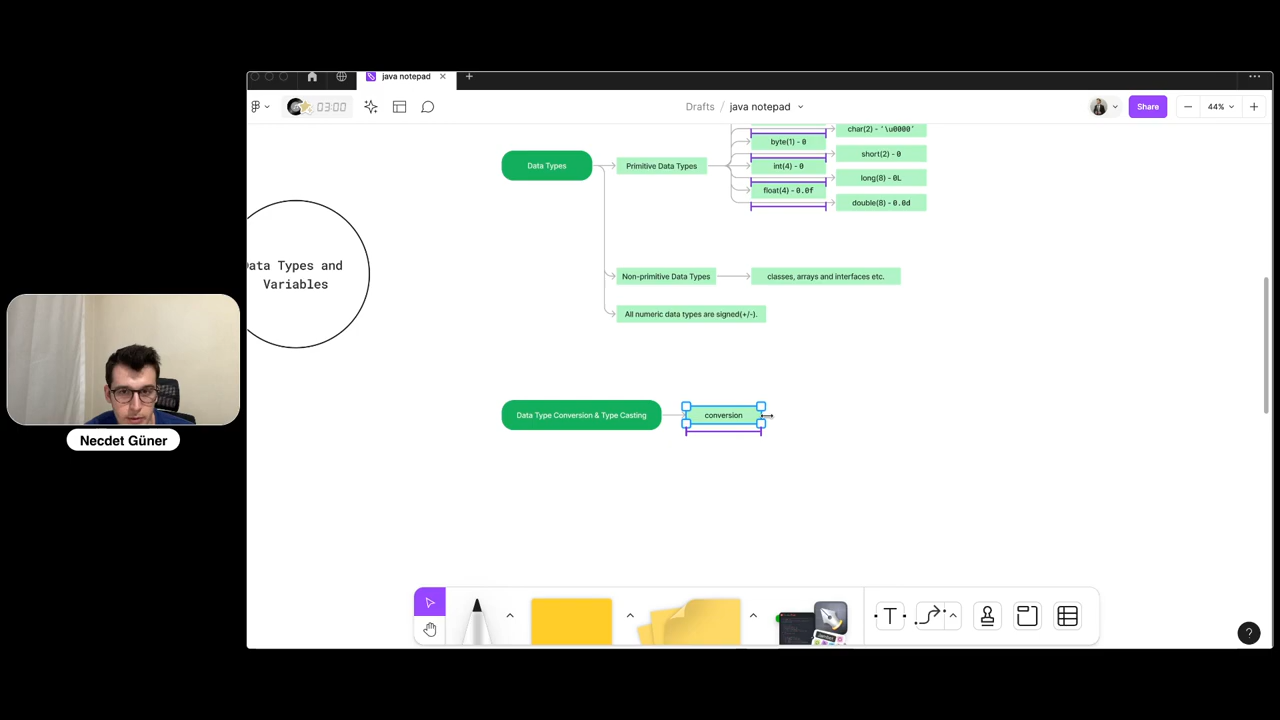 java notepad
03:00
Drafts / java notepad
Share
44%
char(2) - '\u0000'
byte(1) - 0
short(2) - 0
Data Types
Primitive Data Types
int(4) - 0
long(8) - 0L
float(4) - 0.0f
double(8) - 0.0d
ata Types and
Variables
Non-primitive Data Types
classes, arrays and interfaces etc.
All numeric data types are signed(+/-).
Data Type Conversion & Type Casting
conversion
Necdet Güner
T
?